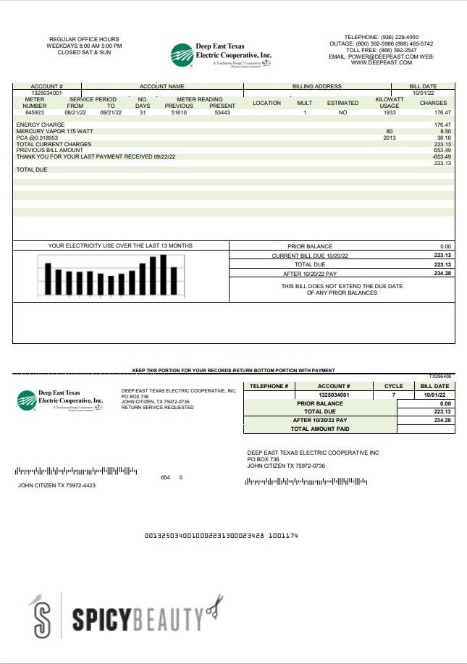 REGULAR OFFICE HOURS
WEEKDAYS 8:00 AM 5:00 PM
CLOSED SAT & SUN
Deep East Texas
Electric Cooperative, Inc.
TELEPHONE: (936) 229-4000
OUTAGE: (800) 392-5986 (888) 465-5742
TOLL FREE: (866) 392-2547
EMAIL: POWER@DEEPEAST.COM WEB:
WWW.DEEPEAST.COM
ACCOUNT # ACCOUNT NAME BILLING ADDRESS BILL DATE
1325034001 10/01/22
METER NUMBER SERVICE PERIOD FROM TO NO. DAYS METER READING PREVIOUS PRESENT LOCATION MULT ESTIMATED KILOWATT USAGE CHARGES
645923 08/21/22 09/21/22 31 51610 53443 1 NO 1933 176.47
ENERGY CHARGE 176.47
MERCURY VAPOR 175 WATT 80 8.50
PCA @0.018953 2013 38.16
TOTAL CURRENT CHARGES 223.13
PREVIOUS BILL AMOUNT 653.49
THANK YOU FOR YOUR LAST PAYMENT RECEIVED 09/22/22 -653.49
223.13
TOTAL DUE
YOUR ELECTRICITY USE OVER THE LAST 13 MONTHS
PRIOR BALANCE 0.00
CURRENT BILL DUE 10/20/22 223.13
TOTAL DUE 223.13
AFTER 10/20/22 PAY 234.28
THIS BILL DOES NOT EXTEND THE DUE DATE
OF ANY PRIOR BALANCES
KEEP THIS PORTION FOR YOUR RECORDS-RETURN BOTTOM PORTION WITH PAYMENT
Deep East Texas
Electric Cooperative, Inc.
DEEP EAST TEXAS ELECTRIC COOPERATIVE, INC
PO BOX 736
JOHN CITIZEN, TX 75972-0736
RETURN SERVICE REQUESTED
TELEPHONE # ACCOUNT # CYCLE BILL DATE
1325034001 7 10/01/22
PRIOR BALANCE 0.00
TOTAL DUE 223.13
AFTER 10/20/22 PAY 234.28
TOTAL AMOUNT PAID
DEEP EAST TEXAS ELECTRIC COOPERATIVE INC
PO BOX 736
JOHN CITIZEN TX 75972-0736
654 0
JOHN CITIZEN TX 75972-4423
0013250340010002231300023428 1001174
SPICYBEAUTY